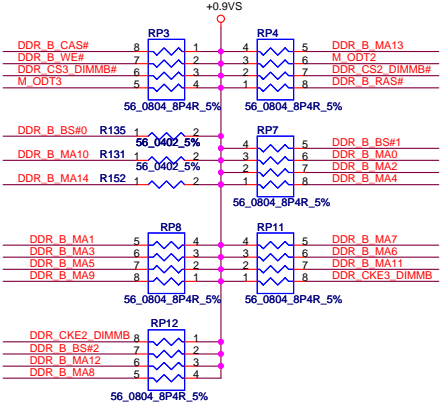 +0.9VS
RP3 RP4
DDR_B_CAS# 8 1 4 5 DDR_B_MA13
DDR_B_WE# 7 2 3 6 M_ODT2
DDR_CS3_DIMMB# 6 3 2 7 DDR_CS2_DIMMB#
M_ODT3 5 4 1 8 DDR_B_RAS#
56_0804_8P4R_5% 56_0804_8P4R_5%
DDR_B_BS#0 R135 1 2 RP7
56_0402_5% 4 5 DDR_B_BS#1
DDR_B_MA10 R131 1 2 3 6 DDR_B_MA0
56_0402_5% 2 7 DDR_B_MA2
DDR_B_MA14 R152 1 2 1 8 DDR_B_MA4
56_0804_8P4R_5%
RP8 RP11
DDR_B_MA1 5 4 4 5 DDR_B_MA7
DDR_B_MA3 6 3 3 6 DDR_B_MA6
DDR_B_MA5 7 2 2 7 DDR_B_MA11
DDR_B_MA9 8 1 1 8 DDR_CKE3_DIMMB
56_0804_8P4R_5% 56_0804_8P4R_5%
RP12
DDR_CKE2_DIMMB 8 1
DDR_B_BS#2 7 2
DDR_B_MA12 6 3
DDR_B_MA8 5 4
56_0804_8P4R_5%